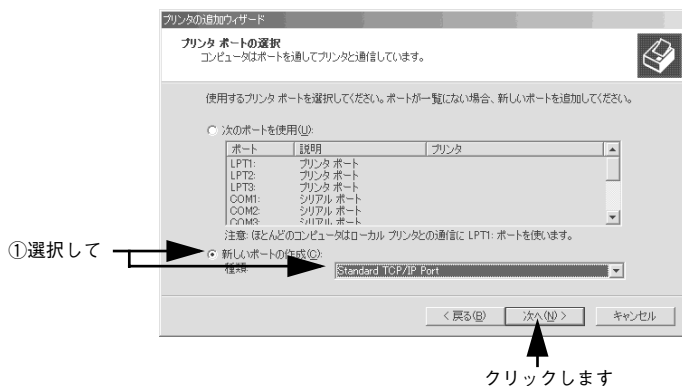 プリンタの追加ウィザード
プリンタ ポートの選択
コンピュータはポートを通してプリンタと通信しています。
使用するプリンタ ポートを選択してください。ポートが一覧にない場合、新しいポートを追加してください。
次のポートを使用(U):
ポート 説明 プリンタ
LPT1: プリンタ ポート
LPT2: プリンタ ポート
LPT3: プリンタ ポート
COM1: シリアル ポート
COM2: シリアル ポート
COM3: シリアル ポート
注意: ほとんどのコンピュータはローカル プリンタとの通信に LPT1: ポートを使います。
①選択して
新しいポートの作成(C):
種類:
Standard TCP/IP Port
< 戻る(B) 次へ(N) > キャンセル
クリックします